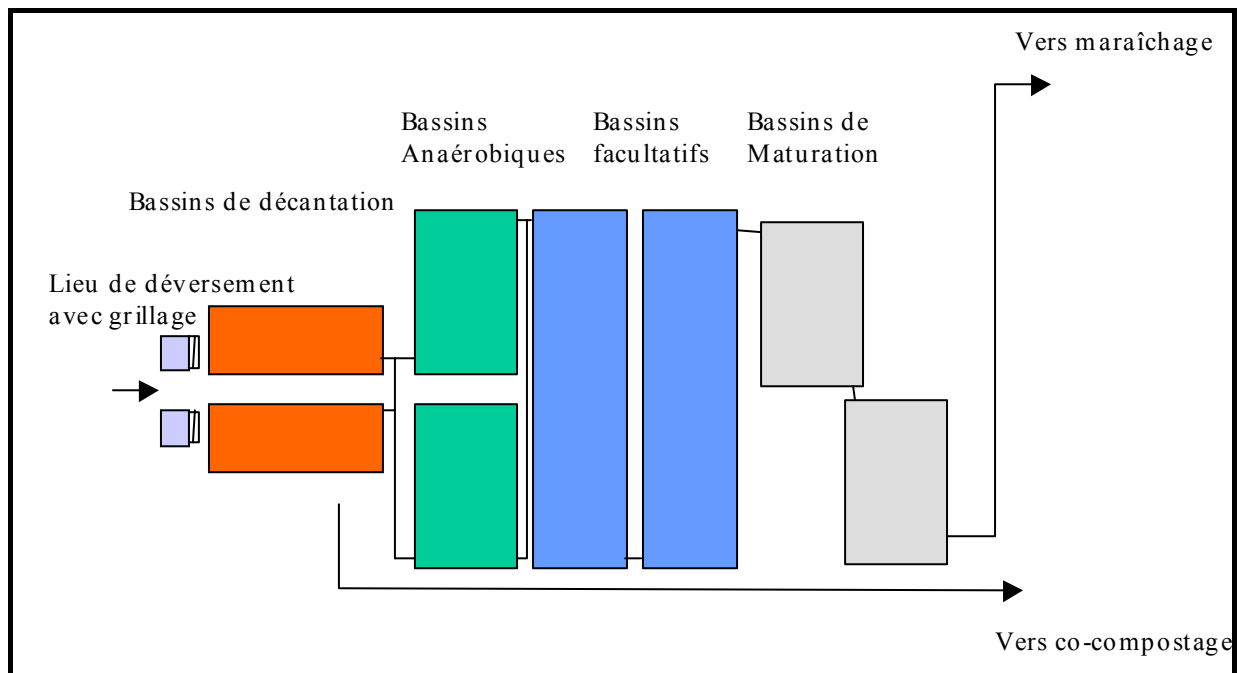 Vers maraîchage
Bassins
Anaérobiques
Bassins
facultatifs
Bassins de
Maturation
Bassins de décantation
Lieu de déversement
avec grillage
Vers co-compostage